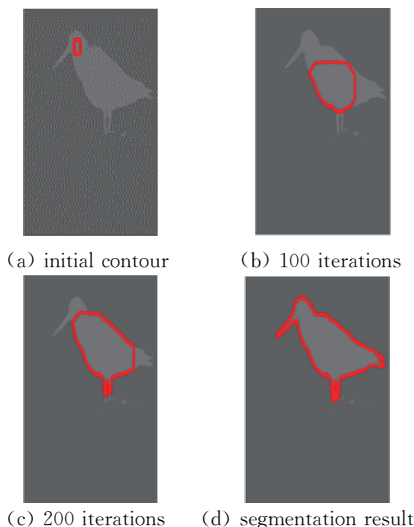 (a) initial contour
(b) 100 iterations
(c) 200 iterations
(d) segmentation result